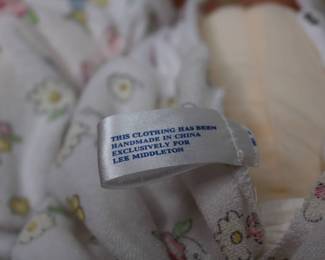 THIS CLOTHING HAS BEEN
HANDMADE IN CHINA
EXCLUSIVELY FOR
LEE MIDDLETON